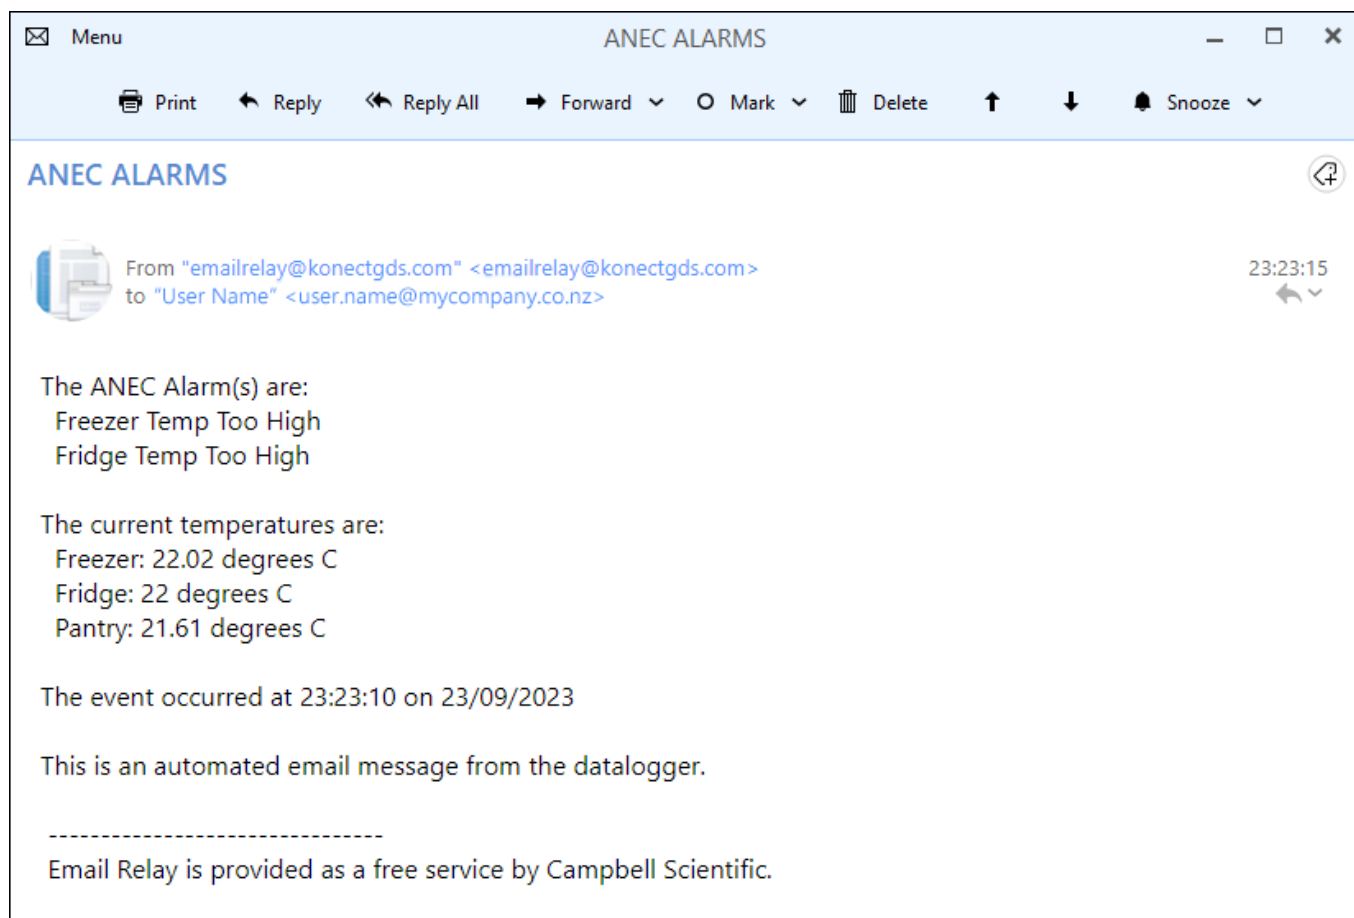 Menu
ANEC ALARMS
Print Reply Reply All Forward Mark Delete Snooze
ANEC ALARMS
From "emailrelay@konectgds.com" <emailrelay@konectgds.com>
23:23:15
to “User Name” <user.name@mycompany.co.nz>
The ANEC Alarm(s) are:
Freezer Temp Too High
Fridge Temp Too High
The current temperatures are:
Freezer: 22.02 degrees C
Fridge: 22 degrees C
Pantry: 21.61 degrees C
The event occurred at 23:23:10 on 23/09/2023
This is an automated email message from the datalogger.
--------------------------------
Email Relay is provided as a free service by Campbell Scientific.